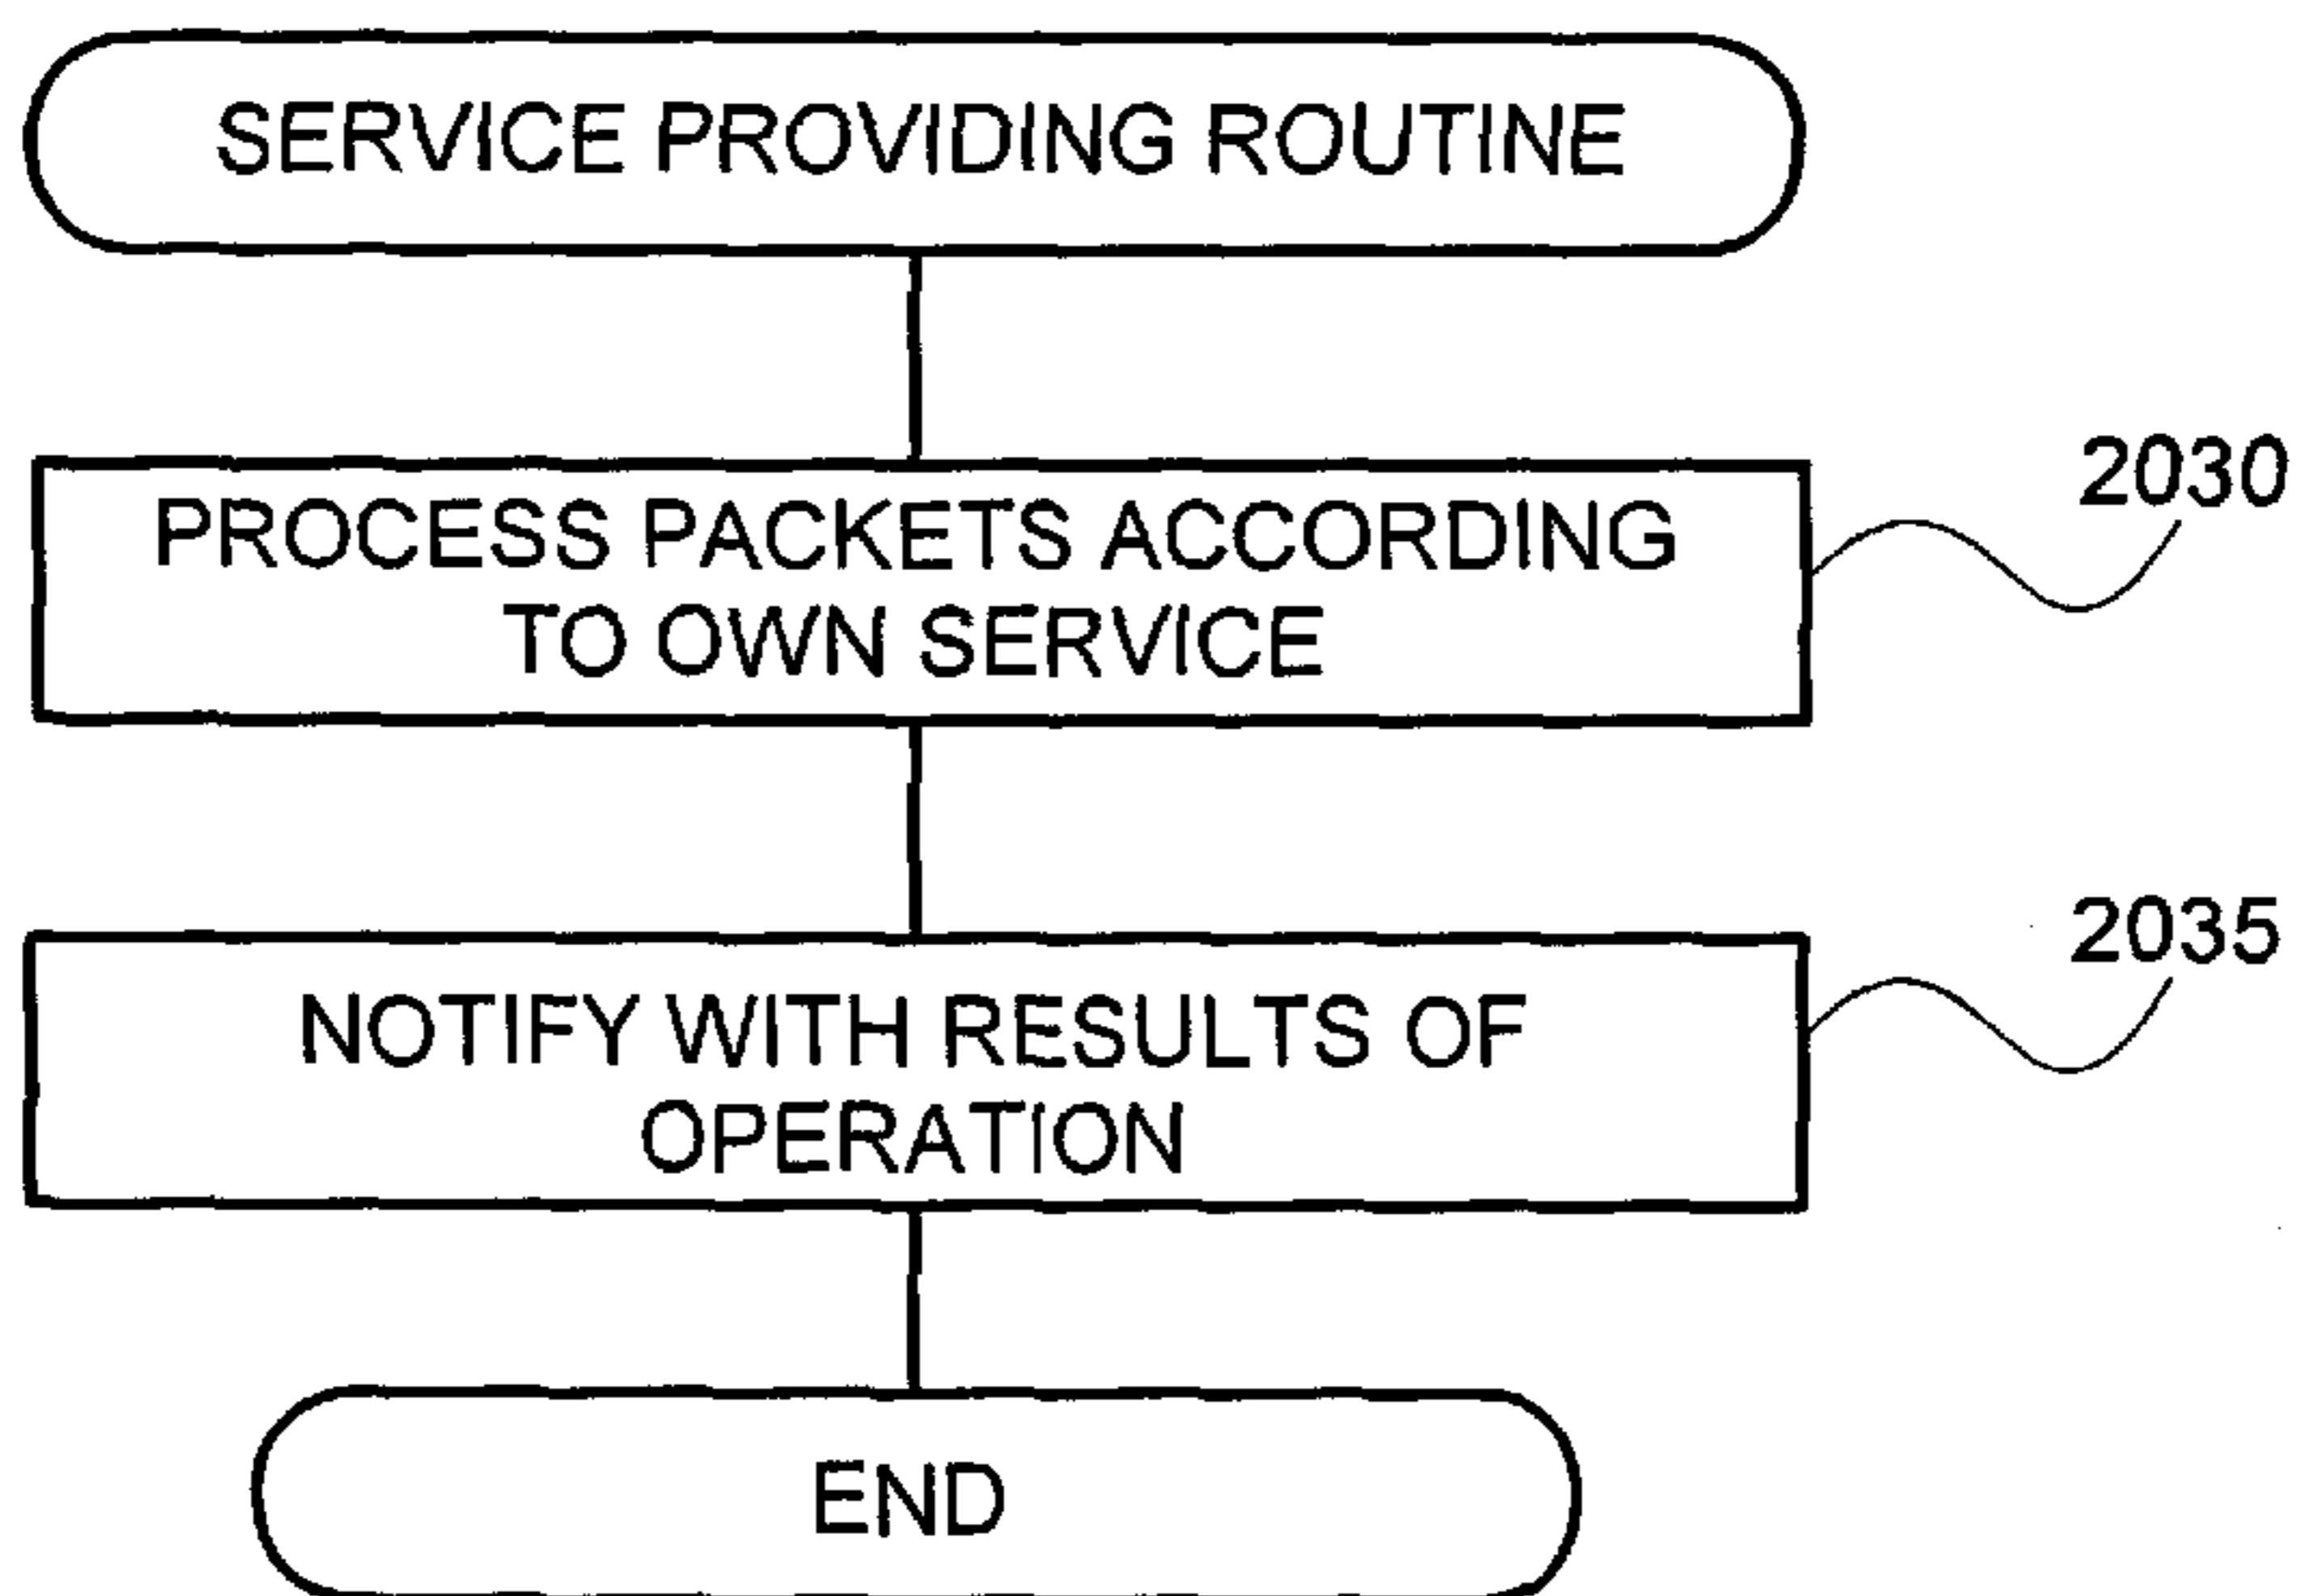 SERVICE PROVIDING ROUTINE
2030
PROCESS PACKETS ACCORDING
TO OWN SERVICE
2035
NOTIFY WITH RESULTS OF
OPERATION
END